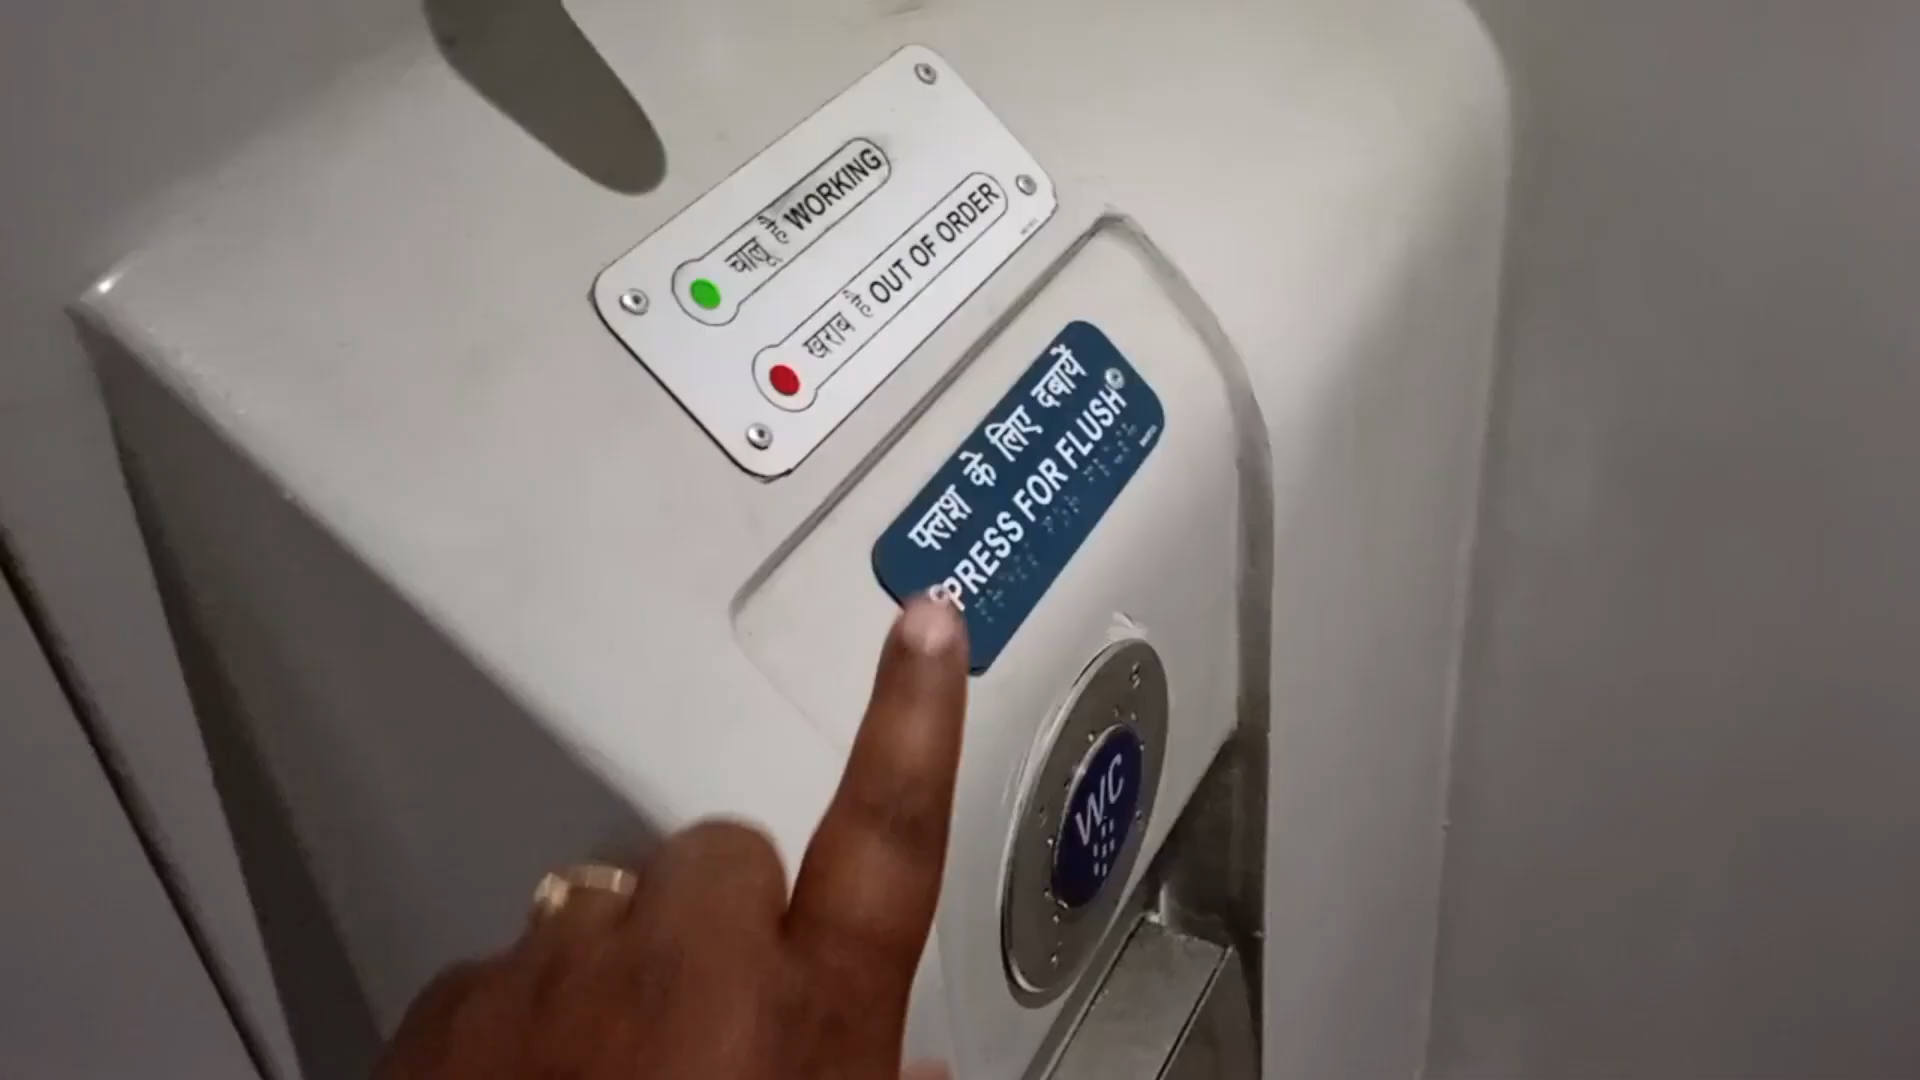 चालू है WORKING
खराब है OUT OF ORDER
फ्लश के लिए दबायें
PRESS FOR FLUSH
WC